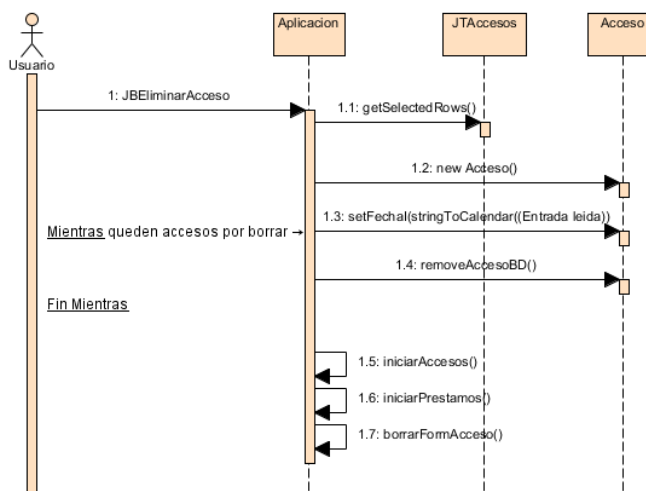 Aplicacion
JTAccesos
Acceso
Usuario
1: JBEliminarAcceso
1.1: getSelectedRows()
1.2: new Acceso()
1.3: setFechaI(stringToCalendar((Entrada leida))
Mientras queden accesos por borrar →
1.4: removeAccesoBD()
Fin Mientras
1.5: iniciarAccesos()
1.6: iniciarPrestamos()
1.7: borrarFormAcceso()